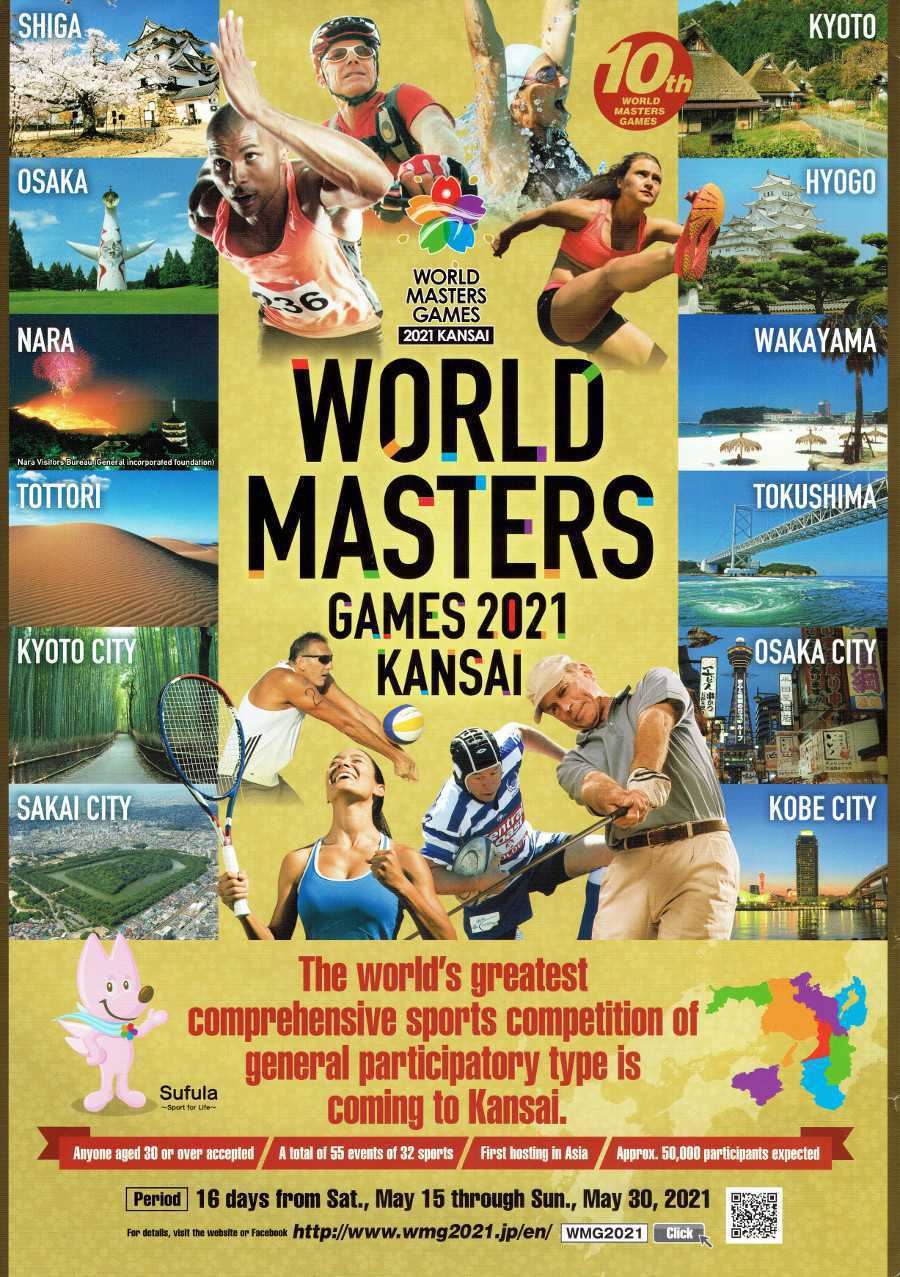 SHIGA
KYOTO
10th
WORLD
MASTERS
GAMES
OSAKA
HYOGO
236
WORLD
MASTERS
GAMES
2021 KANSAI
NARA
WAKAYAMA
Nara Visitors Bureau (General incorporated foundation)
WORLD
MASTERS
GAMES 2021
KANSAI
TOTTORI
TOKUSHIMA
KYOTO CITY
OSAKA CITY
SAKAI CITY
KOBE CITY
The world's greatest
comprehensive sports competition of
general participatory type is
coming to Kansai.
Sufula
~Sport for Life~
Anyone aged 30 or over accepted
A total of 55 events of 32 sports
First hosting in Asia
Approx. 50,000 participants expected
Period 16 days from Sat., May 15 through Sun., May 30, 2021
For details, visit the website or Facebook http://www.wmg2021.jp/en/ WMG2021 Click